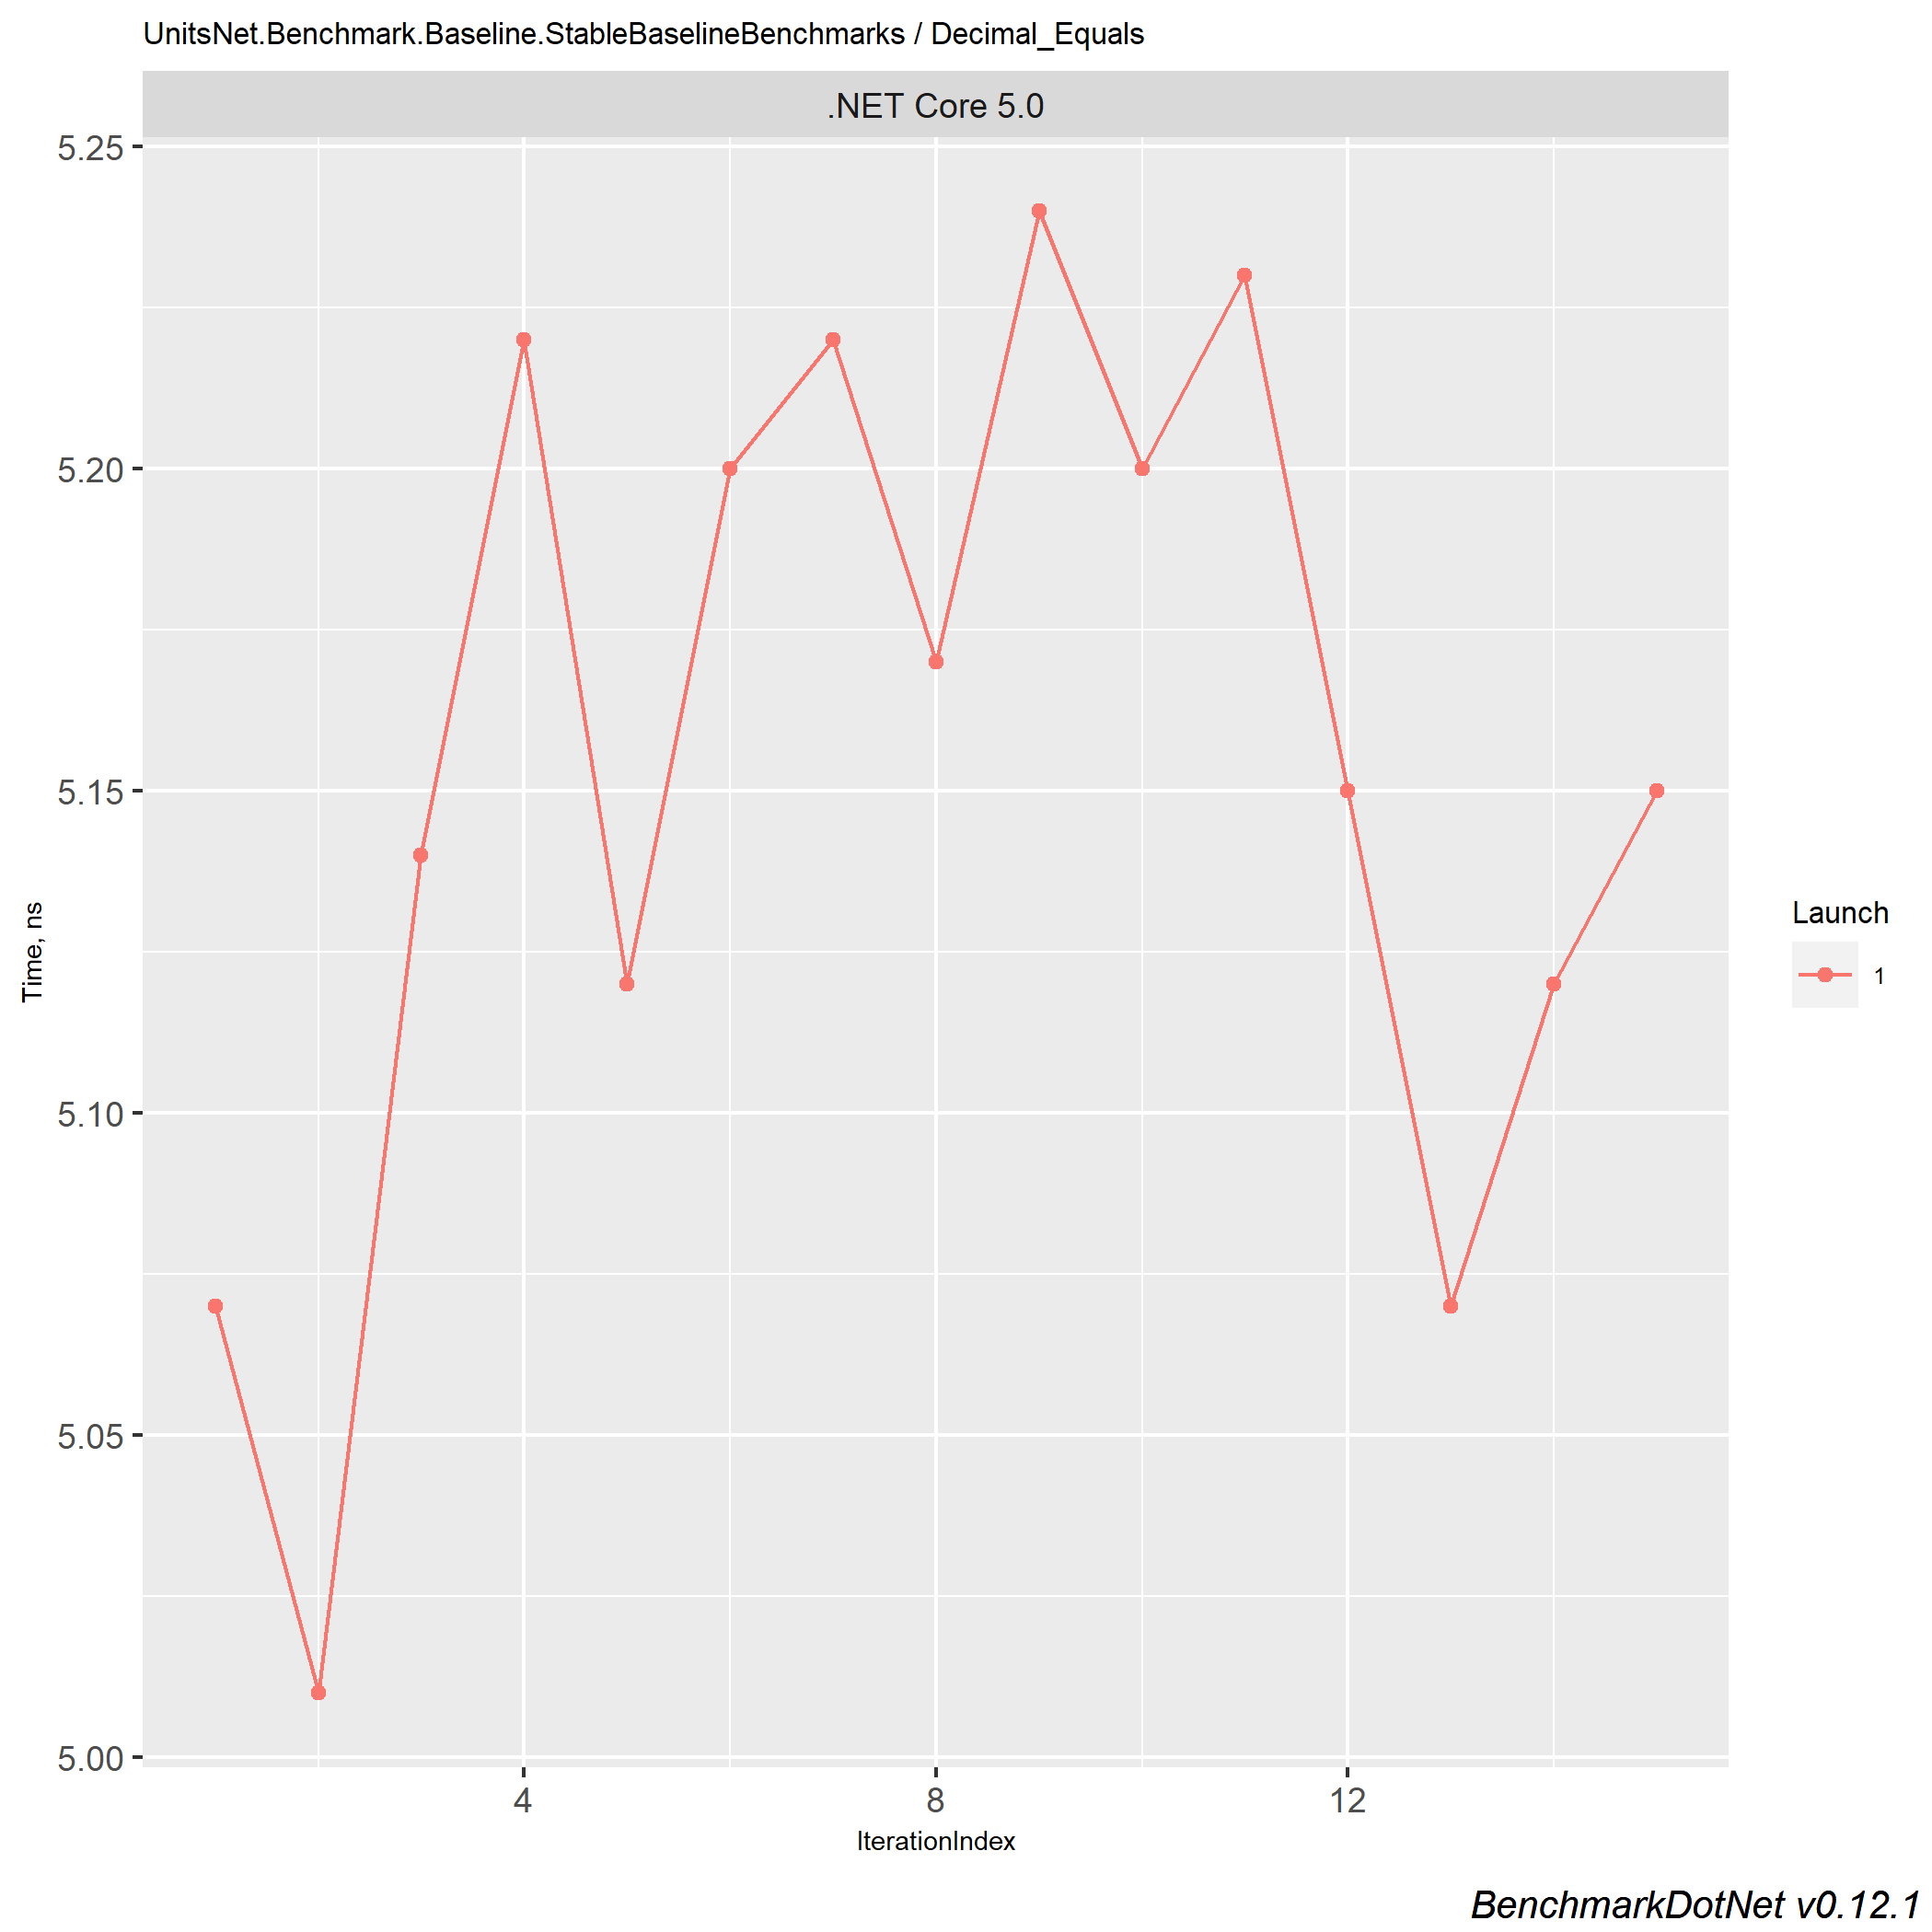 UnitsNet.Benchmark.Baseline.StableBaselineBenchmarks / Decimal_Equals
.NET Core 5.0
5.25
5.20
5.15
5.10
5.05
5.00
Time, ns
4 8 12
IterationIndex
Launch
1
BenchmarkDotNet v0.12.1